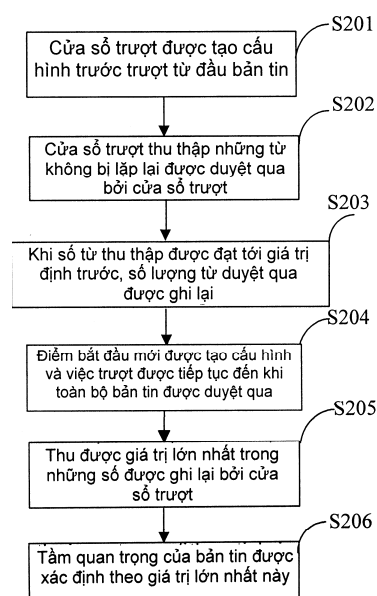 S201
Cửa sổ trượt được tạo cấu
hình trước trượt từ đầu bản tin
S202
Cửa sổ trượt thu thập những từ
không bị lặp lại được duyệt qua
bởi cửa sổ trượt
S203
Khi số từ thu thập được đạt tới giá trị
định trước, số lượng từ duyệt qua
được ghi lại
S204
Điểm bắt đầu mới được tạo cấu hình
và việc trượt được tiếp tục đến khi
toàn bộ bản tin được duyệt qua
S205
Thu được giá trị lớn nhất trong
những số được ghi lại bởi cửa
sổ trượt
S206
Tầm quan trọng của bản tin được
xác định theo giá trị lớn nhất này